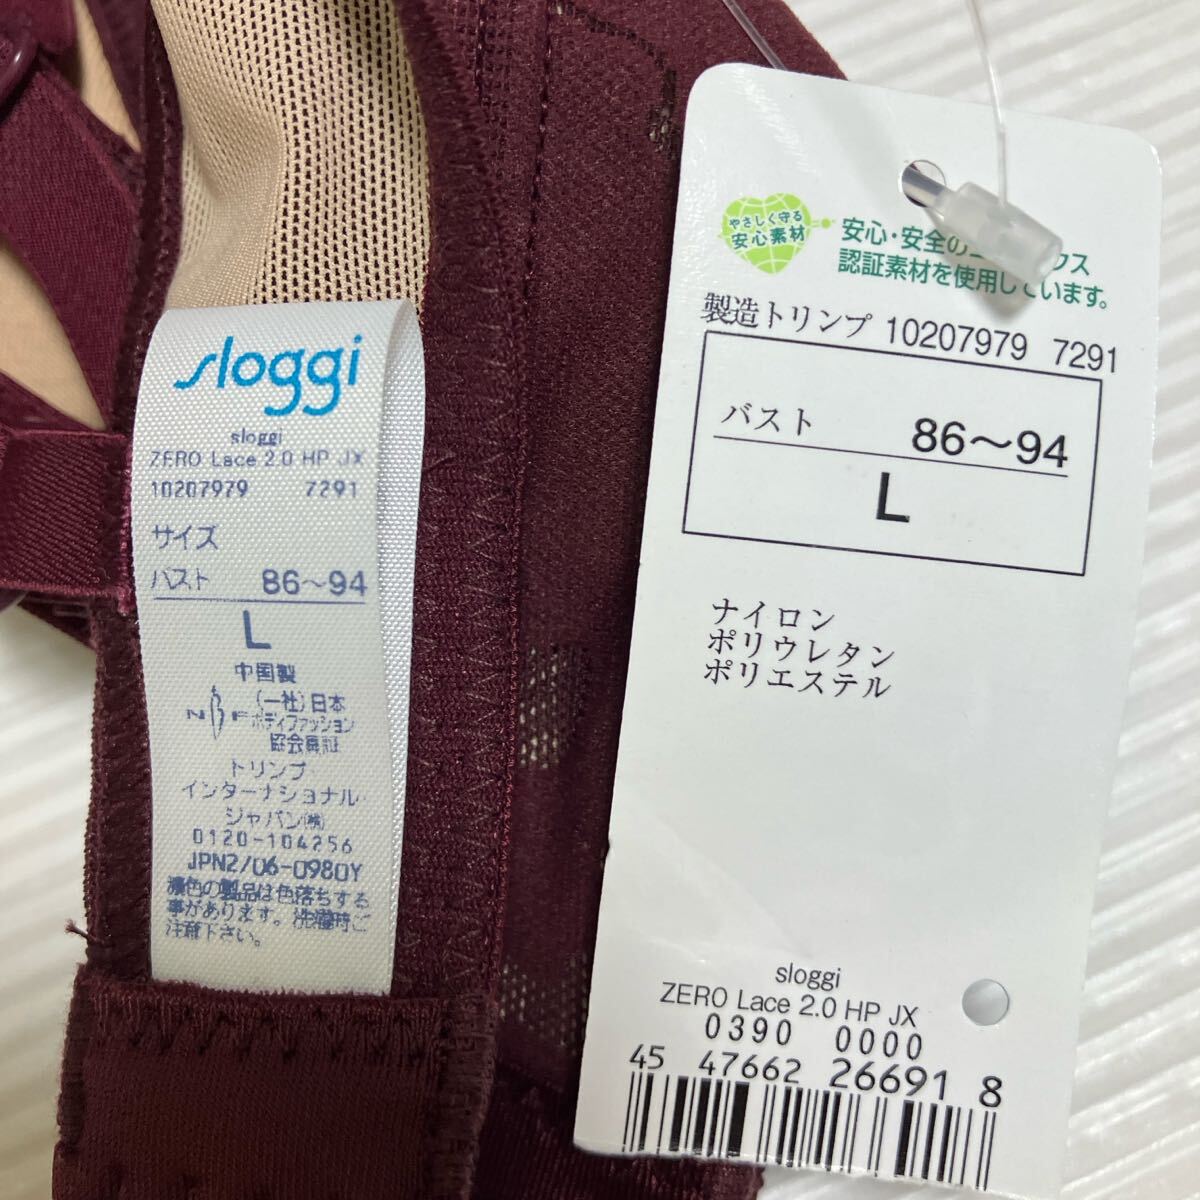 sloggi
sloggi
ZERO Lace 2.0 HP JX
10207979 7291
サイズ
バスト 86〜94
L
中国製
NBF (一社)日本
ボディファッション
協会員証
トリンプ
インターナショナル
ジャパン(株)
0120-104256
JPN2/06-0980Y
濃色の製品は色落ちする
事があります。洗濯時ご
注意下さい。
やさしく守る
安心素材
安心・安全の
認証素材を使用しています。
製造トリンプ 10207979 7291
バスト 86〜94
L
ナイロン
ポリウレタン
ポリエステル
sloggi
ZERO Lace 2.0 HP JX
0390 0000
45 47662 26691 8